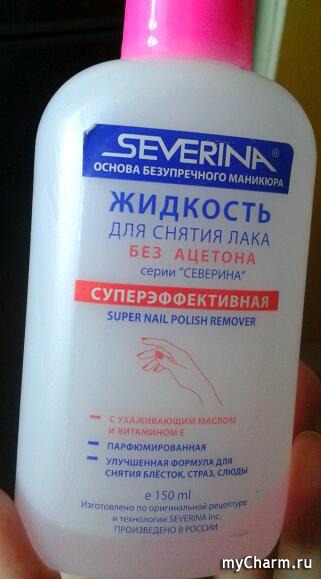 SEVERINA®
ОСНОВА БЕЗУПРЕЧНОГО МАНИКЮРА
ЖИДКОСТЬ
ДЛЯ СНЯТИЯ ЛАКА
БЕЗ АЦЕТОНА
серии "СЕВЕРИНА"
СУПЕРЭФФЕКТИВНАЯ
SUPER NAIL POLISH REMOVER
- С УХАЖИВАЮЩИМ МАСЛОМ
И ВИТАМИНОМ Е
- ПАРФЮМИРОВАННАЯ
- УЛУЧШЕННАЯ ФОРМУЛА ДЛЯ
СНЯТИЯ БЛЁСТОК, СТРАЗ, СЛЮДЫ
e 150 ml
Изготовлено по оригинальной рецептуре
и технологии SEVERINA Inc.
ПРОИЗВЕДЕНО В РОССИИ
myCharm.ru